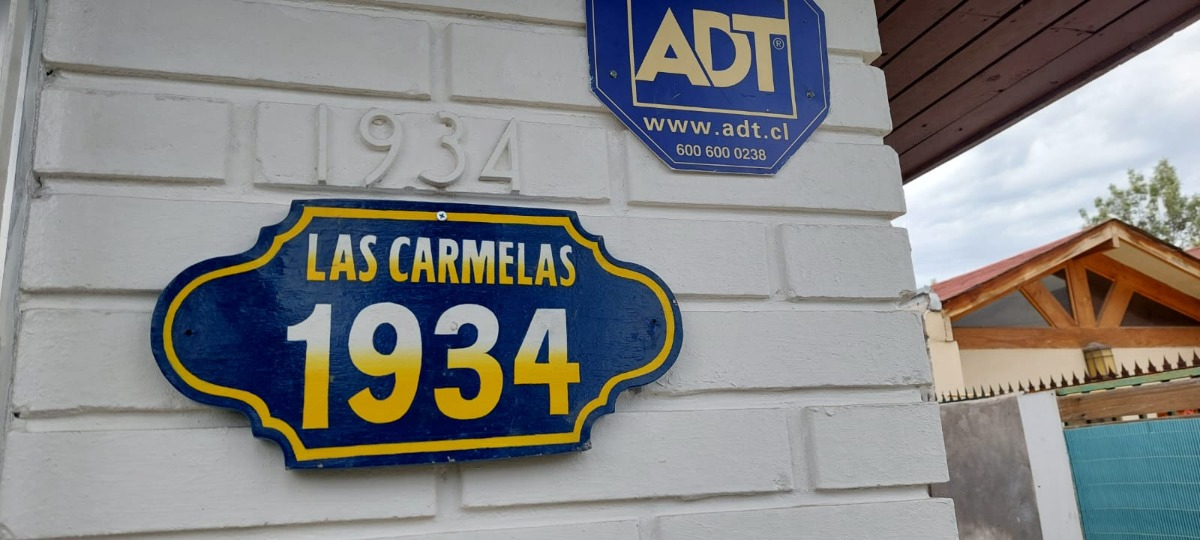 ADT®
www.adt.cl
600 600 0238
1934
LAS CARMELAS
1934